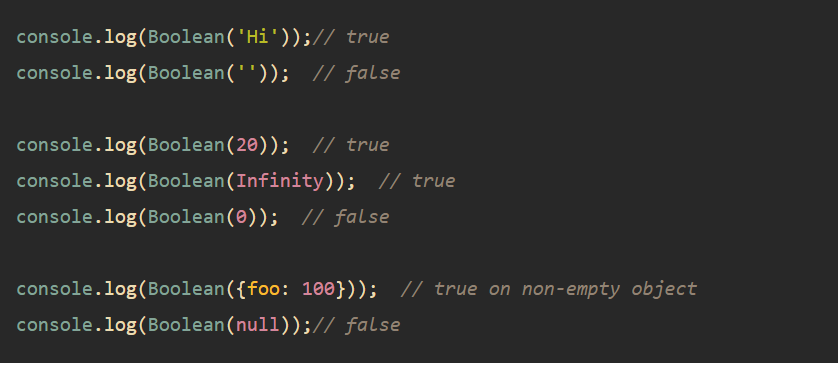 console.log(Boolean('Hi'));// true
console.log(Boolean(''));  // false
console.log(Boolean(20));  // true
console.log(Boolean(Infinity));  // true
console.log(Boolean(0));  // false
console.log(Boolean({foo: 100}));  // true on non-empty object
console.log(Boolean(null));// false